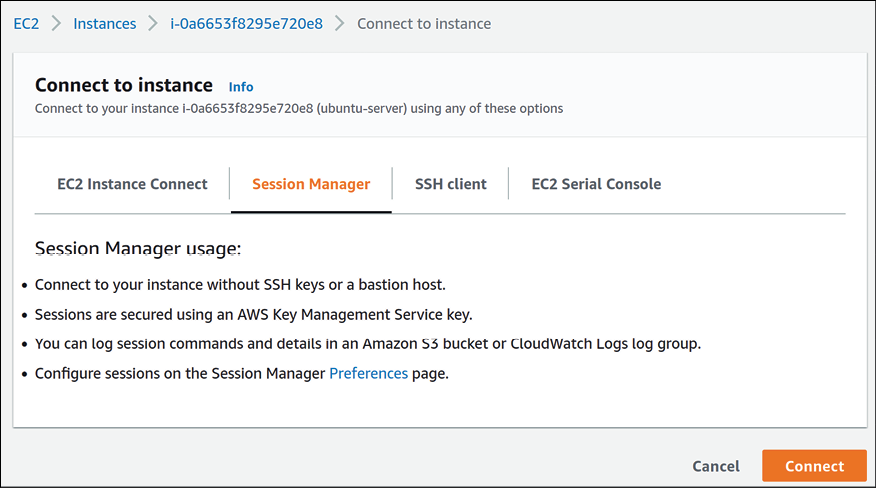 EC2 > Instances > i-0a6653f8295e720e8 > Connect to instance
Connect to instance Info
Connect to your instance i-0a6653f8295e720e8 (ubuntu-server) using any of these options
EC2 Instance Connect Session Manager SSH client EC2 Serial Console
Session Manager usage:
• Connect to your instance without SSH keys or a bastion host.
• Sessions are secured using an AWS Key Management Service key.
• You can log session commands and details in an Amazon S3 bucket or CloudWatch Logs log group.
• Configure sessions on the Session Manager Preferences page.
Cancel Connect